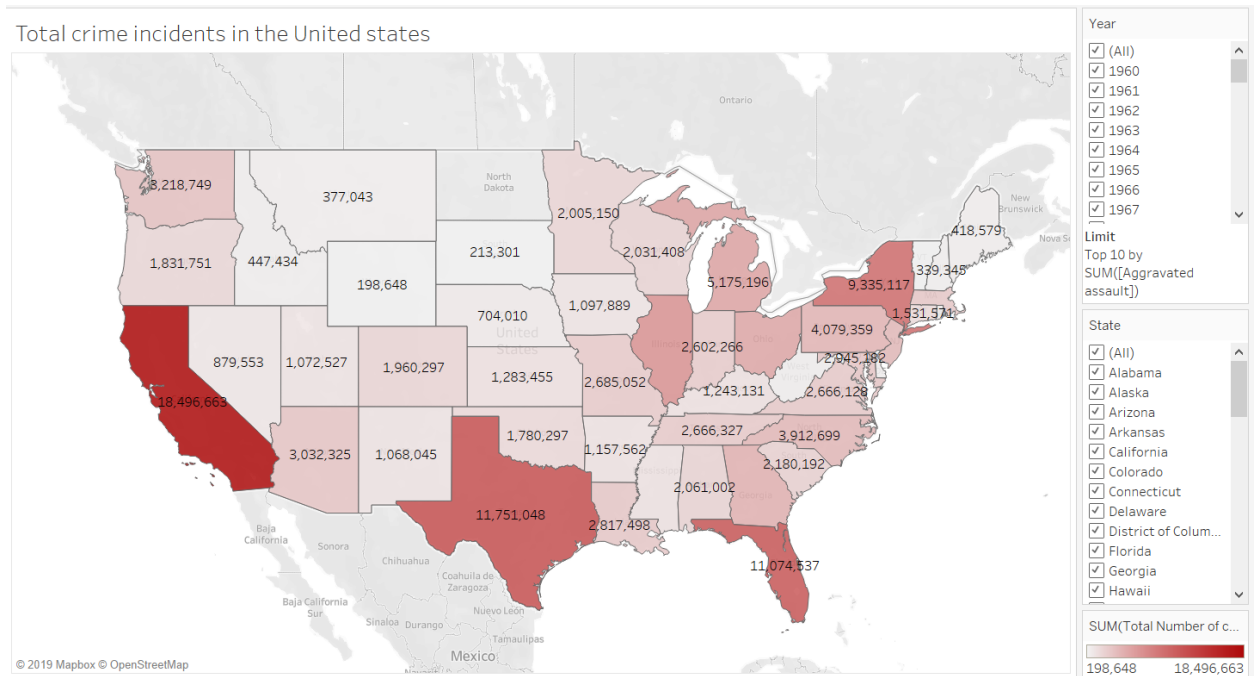 Total crime incidents in the United states
Ontario
North
Dakota
New
Brunswick
Nova Sc
3,218,749
377,043
2,005,150
418,579
1,831,751
447,434
213,301
2,031,408
339,345
198,648
5,175,196
9,335,117
1,097,889
704,010
1,531,571
United
States
4,079,359
879,553
1,072,527
1,960,297
2,602,266
Ohio
2,945,182
1,283,455
2,685,052
West
Virginia
1,243,131
2,666,128
18,496,663
1,780,297
2,666,327
3,912,699
3,032,325
1,068,045
1,157,562
2,180,192
2,061,002
Georgia
11,751,048
2,817,498
11,074,537
Baja
California
Sonora
Chihuahua
Coahuila de
Zaragoza
Baja California
Sur
Sinaloa
Durango
Nuevo León
Tamaulipas
Mexico
© 2019 Mapbox © OpenStreetMap
Year
(All)
1960
1961
1962
1963
1964
1965
1966
1967
Limit
Top 10 by
SUM([Aggravated
assault])
State
(All)
Alabama
Alaska
Arizona
Arkansas
California
Colorado
Connecticut
Delaware
District of Colum...
Florida
Georgia
Hawaii
SUM(Total Number of c...
198,648 18,496,663